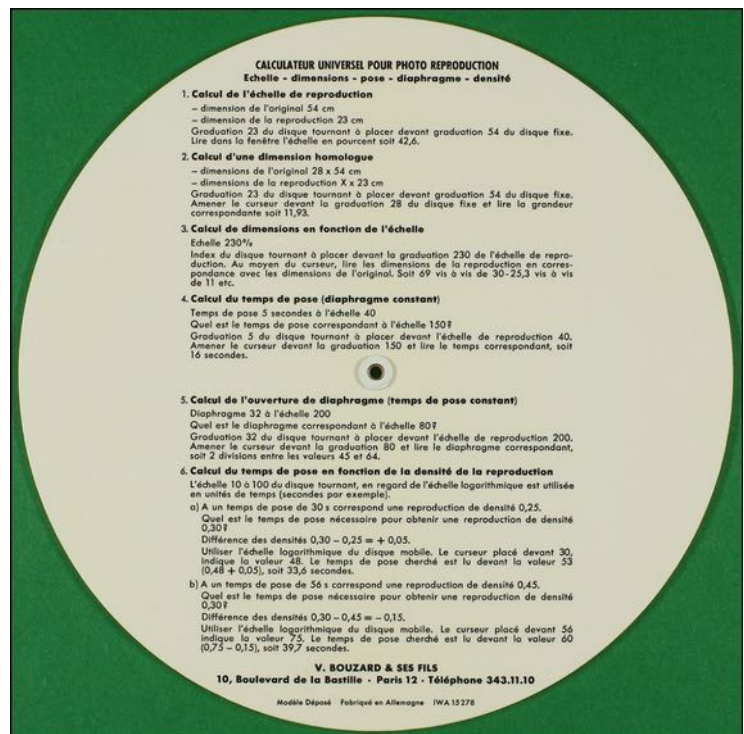 CALCULATEUR UNIVERSEL POUR PHOTO REPRODUCTION
Echelle - dimensions - pose - diaphragme - densité
1. Calcul de l'échelle de reproduction
– dimension de l'original 54 cm
– dimension de la reproduction 23 cm
Graduation 23 du disque tournant à placer devant graduation 54 du disque fixe.
Lire dans la fenêtre l'échelle en pourcent soit 42,6.
2. Calcul d'une dimension homologue
– dimensions de l'original 28 x 54 cm
– dimensions de la reproduction X x 23 cm
Graduation 23 du disque tournant à placer devant graduation 54 du disque fixe.
Amener le curseur devant la graduation 28 du disque fixe et lire la grandeur
correspondante soit 11,93.
3. Calcul de dimensions en fonction de l'échelle
Echelle 230%
Index du disque tournant à placer devant la graduation 230 de l'échelle de repro-
duction. Au moyen du curseur, lire les dimensions de la reproduction en corres-
pondance avec les dimensions de l'original. Soit 69 vis à vis de 30-25,3 vis à vis
de 11 etc.
4. Calcul du temps de pose (diaphragme constant)
Temps de pose 5 secondes à l'échelle 40
Quel est le temps de pose correspondant à l'échelle 150?
Graduation 5 du disque tournant à placer devant l'échelle de reproduction 40.
Amener le curseur devant la graduation 150 et lire le temps correspondant, soit
16 secondes.
5. Calcul de l'ouverture de diaphragme (temps de pose constant)
Diaphragme 32 à l'échelle 200
Quel est le diaphragme correspondant à l'échelle 80?
Graduation 32 du disque tournant à placer devant l'échelle de reproduction 200.
Amener le curseur devant la graduation 80 et lire le diaphragme correspondant,
soit 2 divisions entre les valeurs 45 et 64.
6. Calcul du temps de pose en fonction de la densité de la reproduction
L'échelle 10 à 100 du disque tournant, en regard de l'échelle logarithmique est utilisée
en unités de temps (secondes par exemple).
a) A un temps de pose de 30 s correspond une reproduction de densité 0,25.
Quel est le temps de pose nécessaire pour obtenir une reproduction de densité
0,30?
Différence des densités 0,30 – 0,25 = + 0,05.
Utiliser l'échelle logarithmique du disque mobile. Le curseur placé devant 30,
indique la valeur 48. Le temps de pose cherché est lu devant la valeur 53
(0,48 + 0,05), soit 33,6 secondes.
b) A un temps de pose de 56 s correspond une reproduction de densité 0,45.
Quel est le temps de pose nécessaire pour obtenir une reproduction de densité
0,30?
Différence des densités 0,30 – 0,45 = – 0,15.
Utiliser l'échelle logarithmique du disque mobile. Le curseur placé devant 56
indique la valeur 75. Le temps de pose cherché est lu devant la valeur 60
(0,75 – 0,15), soit 39,7 secondes.
V. BOUZARD & SES FILS
10, Boulevard de la Bastille · Paris 12 · Téléphone 343.11.10
Modèle Déposé Fabriqué en Allemagne IWA 15278